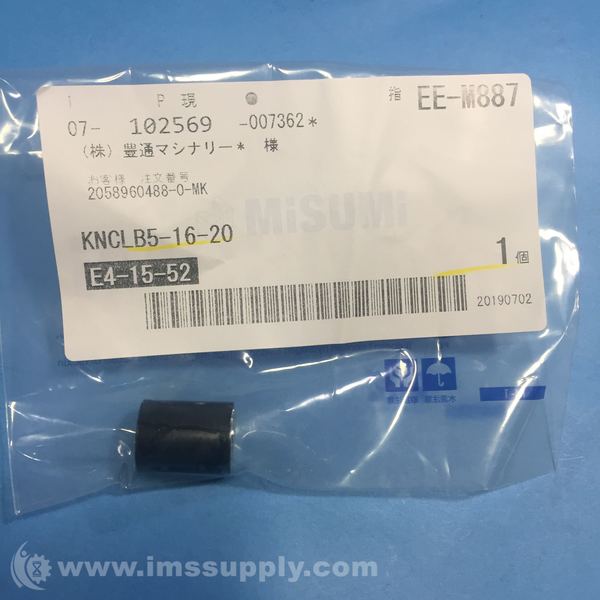 P 現
指 EE-M887
07- 102569 -007362*
(株)豊通マシナリー* 様
お客様 注文番号
2058960488-0-MK
MiSUMi
KNCLB5-16-20
E4-15-52
1個
20190702
www.imssupply.com